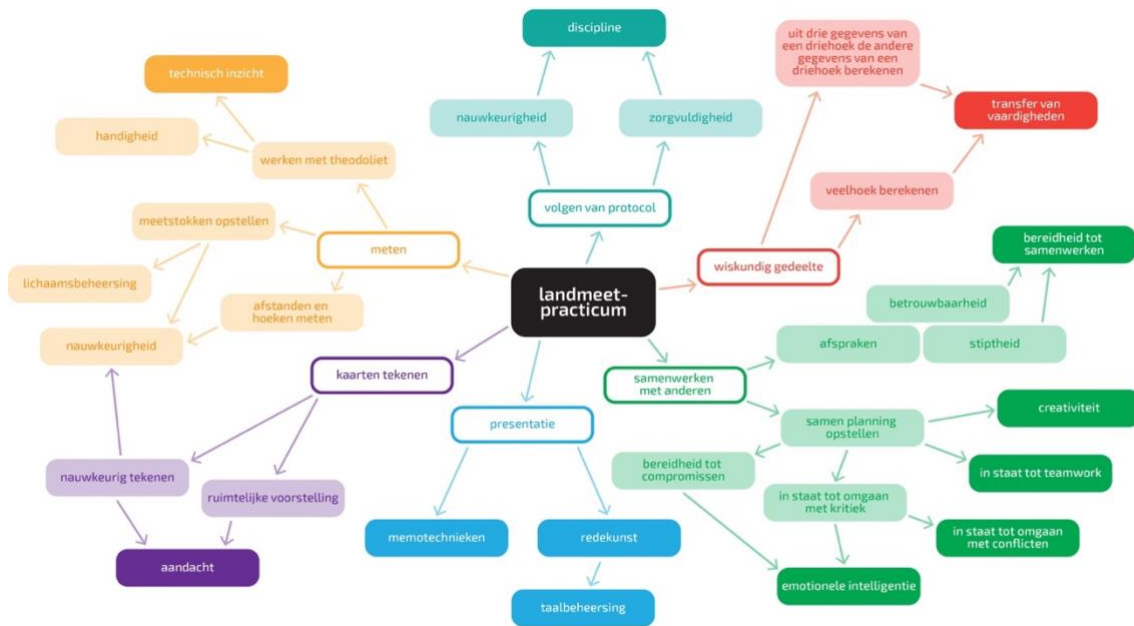 discipline
uit drie gegevens van
een driehoek de andere
gegevens van een
driehoek berekenen
technisch inzicht
nauwkeurigheid
zorgvuldigheid
transfer van
vaardigheden
handigheid
werken met theodoliet
veelhoek berekenen
meetstokken opstellen
volgen van protocol
meten
wiskundig gedeelte
bereidheid tot
samenwerken
lichaamsbeheersing
landmeet-
practicum
betrouwbaarheid
afstanden en
hoeken meten
nauwkeurigheid
afspraken
stiptheid
kaarten tekenen
samenwerken
met anderen
creativiteit
presentatie
samen planning
opstellen
nauwkeurig tekenen
bereidheid tot
compromissen
in staat tot teamwork
ruimtelijke voorstelling
in staat tot omgaan
met kritiek
memotechnieken
redekunst
in staat tot omgaan
met conflicten
aandacht
emotionele intelligentie
taalbeheersing